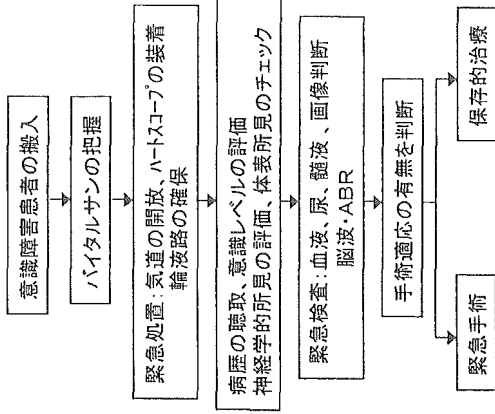 意識障害患者の搬入
バイタルサンの把握
緊急処置:気道の開放、ハートスコープの装着
輪液路の確保
病歴の聴取、意識レベルの評価
神経学的所見の評価、体表所見のチェック
緊急検査:血液、尿、髄液、画像判断
脳波・ABR
手術適応の有無を判断
緊急手術
保存的治療